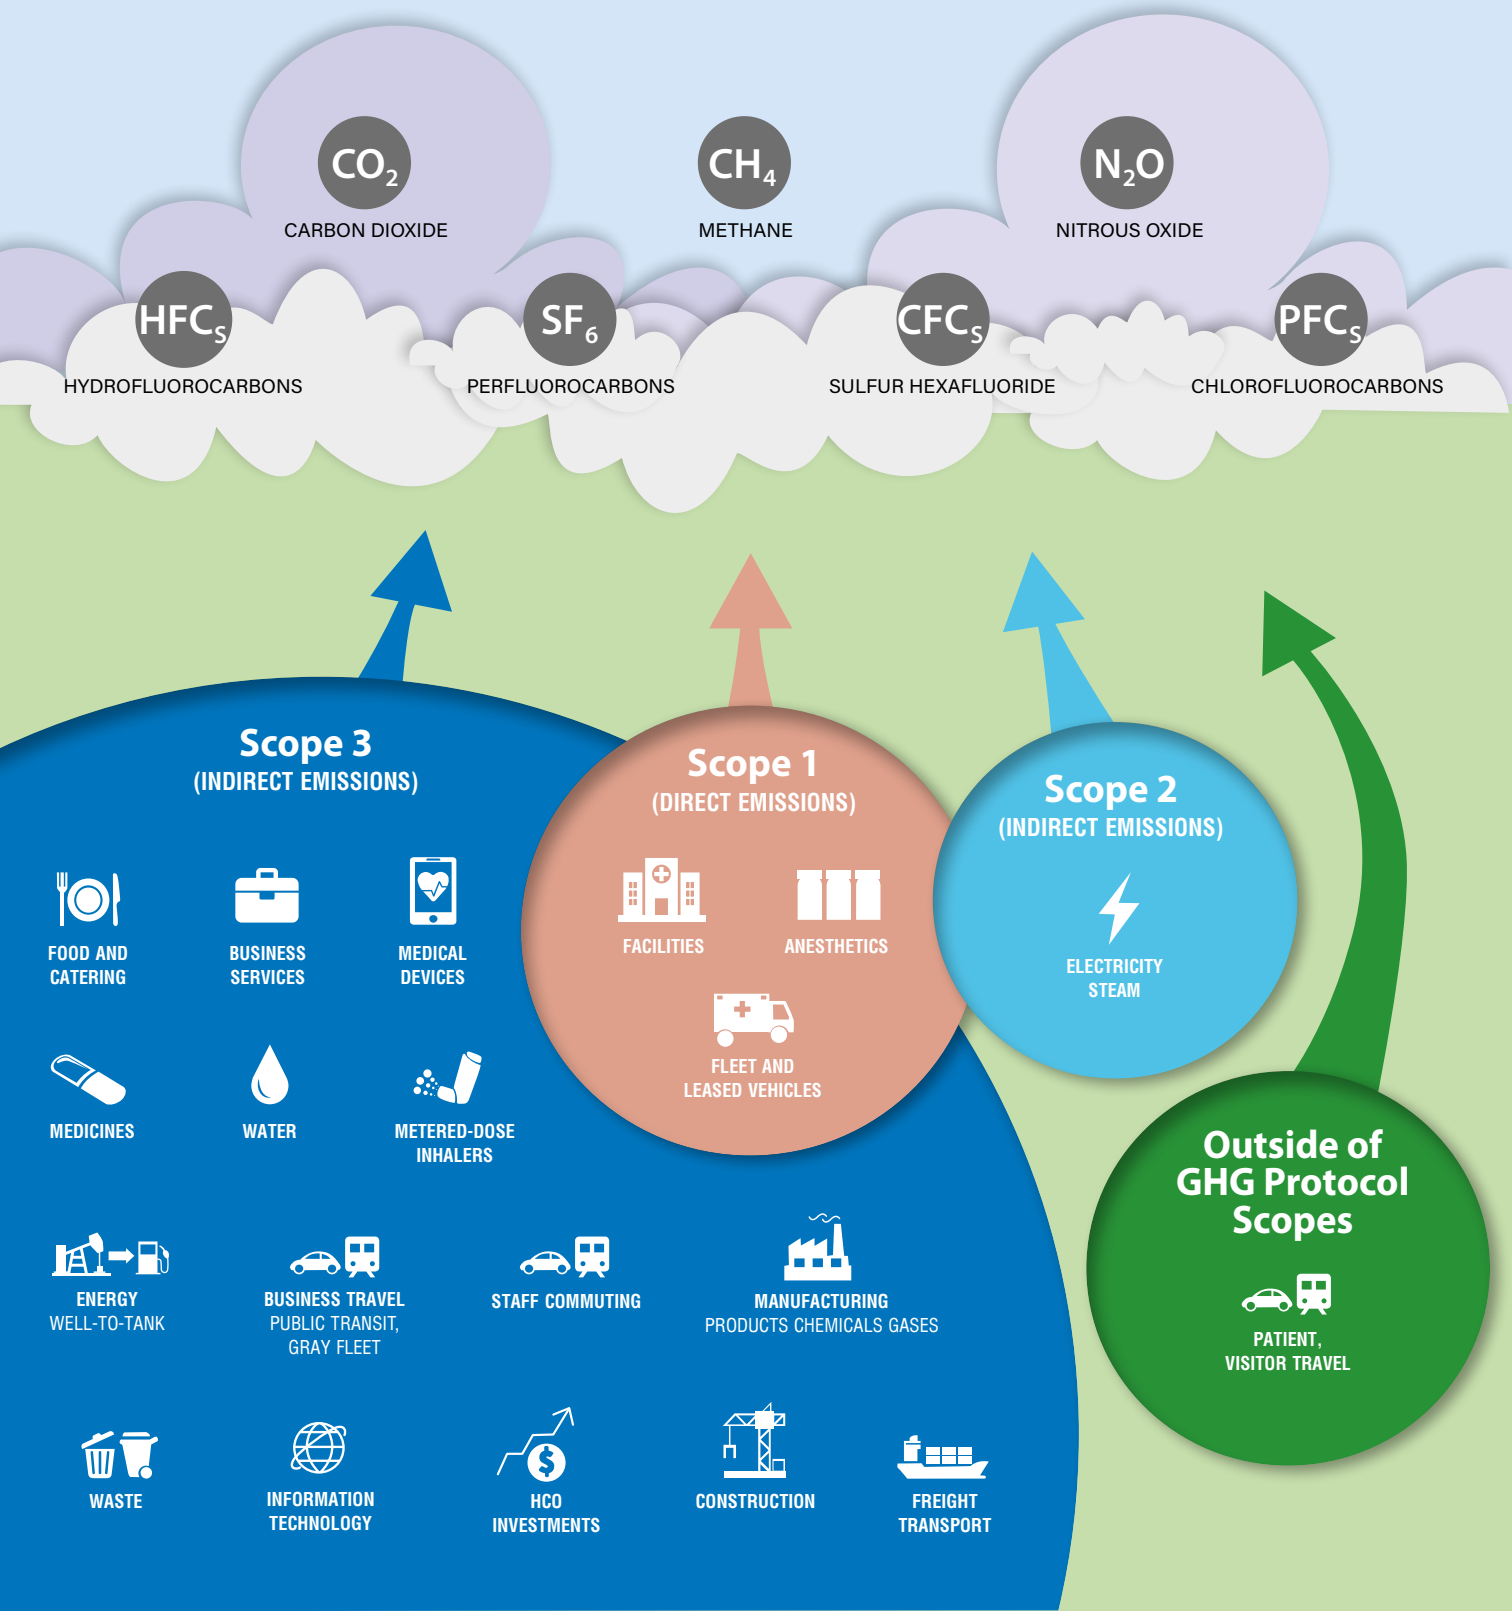 CO₂
CARBON DIOXIDE
CH₄
METHANE
N₂O
NITROUS OXIDE
HFCs
HYDROFLUOROCARBONS
SF₆
PERFLUOROCARBONS
CFCs
SULFUR HEXAFLUORIDE
PFCs
CHLOROFLUOROCARBONS
Scope 3
(INDIRECT EMISSIONS)
FOOD AND
CATERING
BUSINESS
SERVICES
MEDICAL
DEVICES
MEDICINES
WATER
METERED-DOSE
INHALERS
ENERGY
WELL-TO-TANK
BUSINESS TRAVEL
PUBLIC TRANSIT,
GRAY FLEET
STAFF COMMUTING
MANUFACTURING
PRODUCTS CHEMICALS GASES
WASTE
INFORMATION
TECHNOLOGY
$
HCO
INVESTMENTS
CONSTRUCTION
FREIGHT
TRANSPORT
Scope 1
(DIRECT EMISSIONS)
FACILITIES
ANESTHETICS
FLEET AND
LEASED VEHICLES
Scope 2
(INDIRECT EMISSIONS)
ELECTRICITY
STEAM
Outside of
GHG Protocol
Scopes
PATIENT,
VISITOR TRAVEL